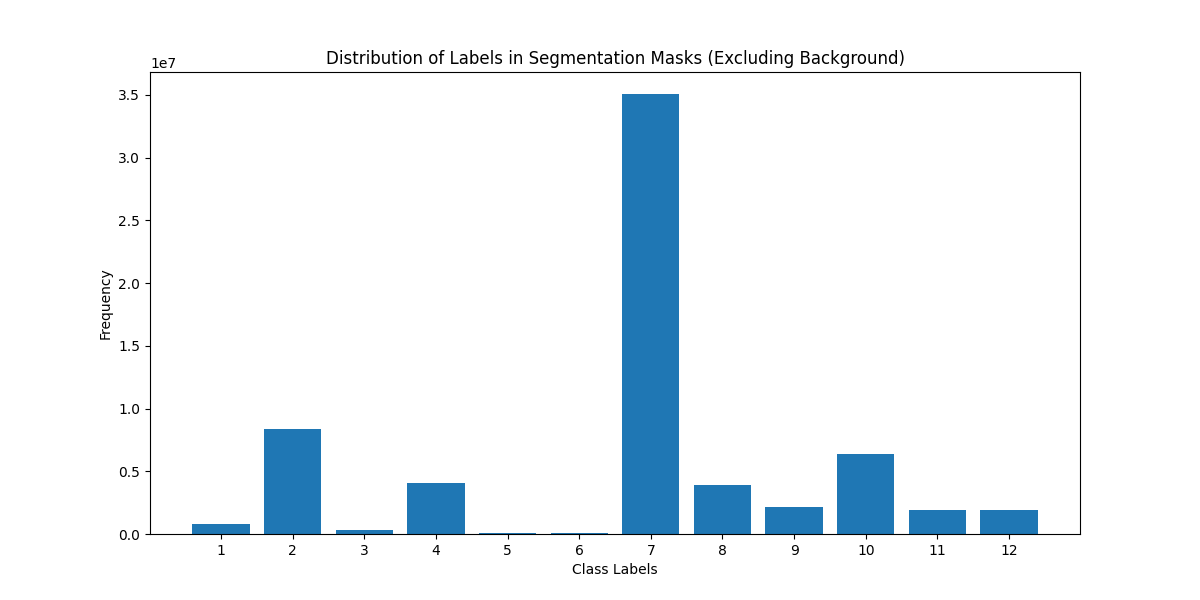 Distribution of Labels in Segmentation Masks (Excluding Background)
1e7
3.5
3.0
2.5
2.0
1.5
1.0
0.5
0.0
Frequency
1 2 3 4 5 6 7 8 9 10 11 12
Class Labels